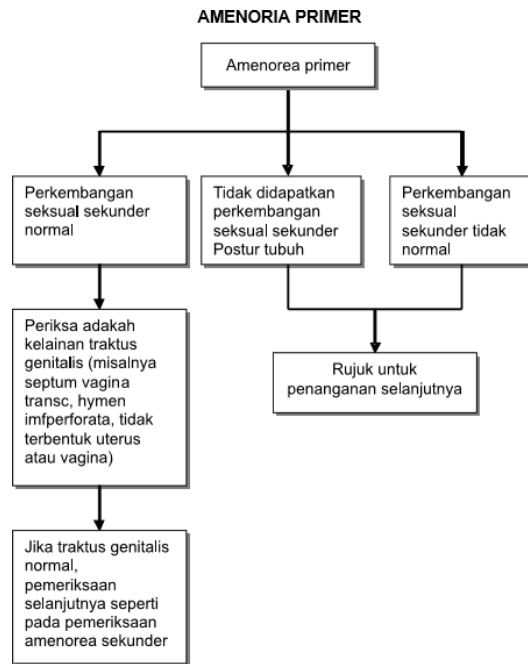 AMENORIA PRIMER
Amenorea primer
Perkembangan
seksual sekunder
normal
Tidak didapatkan
perkembangan
seksual sekunder
Postur tubuh
Perkembangan
seksual
sekunder tidak
normal
Periksa adakah
kelainan traktus
genitalis (misalnya
septum vagina
transc, hymen
imfperforata, tidak
terbentuk uterus
atau vagina)
Rujuk untuk
penanganan selanjutnya
Jika traktus genitalis
normal,
pemeriksaan
selanjutnya seperti
pada pemeriksaan
amenorea sekunder